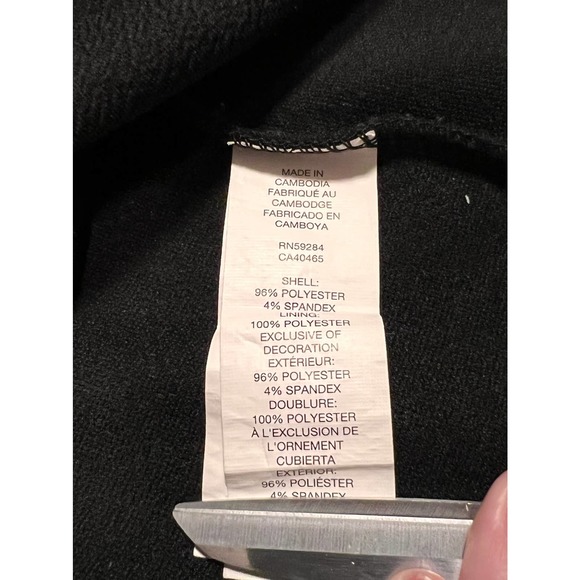 MADE IN
CAMBODIA
FABRIQUÉ AU
CAMBODGE
FABRICADO EN
CAMBOYA
RN59284
CA40465
SHELL:
96% POLYESTER
4% SPANDEX
LINING:
100% POLYESTER
EXCLUSIVE OF
DECORATION
EXTÉRIEUR:
96% POLYESTER
4% SPANDEX
DOUBLURE:
100% POLYESTER
À L'EXCLUSION DE
L'ORNEMENT
CUBIERTA
EXTERIOR:
96% POLIÉSTER
4% SPANDEX